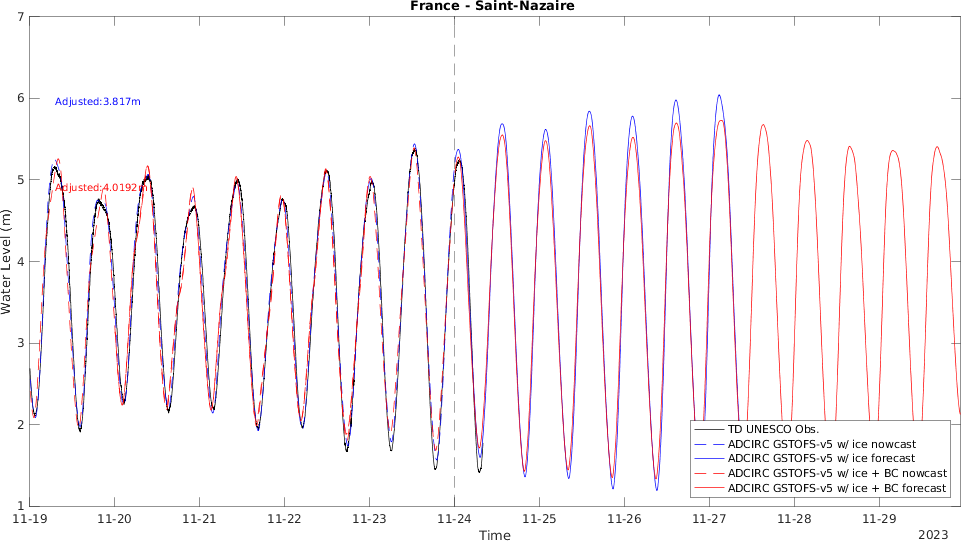 France - Saint-Nazaire
7
6
5
4
3
2
1
Water Level (m)
Adjusted:3.817m
Adjusted:4.0192m
TD UNESCO Obs.
ADCIRC GSTOFS-v5 w/ ice nowcast
ADCIRC GSTOFS-v5 w/ ice forecast
ADCIRC GSTOFS-v5 w/ ice + BC nowcast
ADCIRC GSTOFS-v5 w/ ice + BC forecast
11-19 11-20 11-21 11-22 11-23 11-24 11-25 11-26 11-27 11-28 11-29
Time
2023